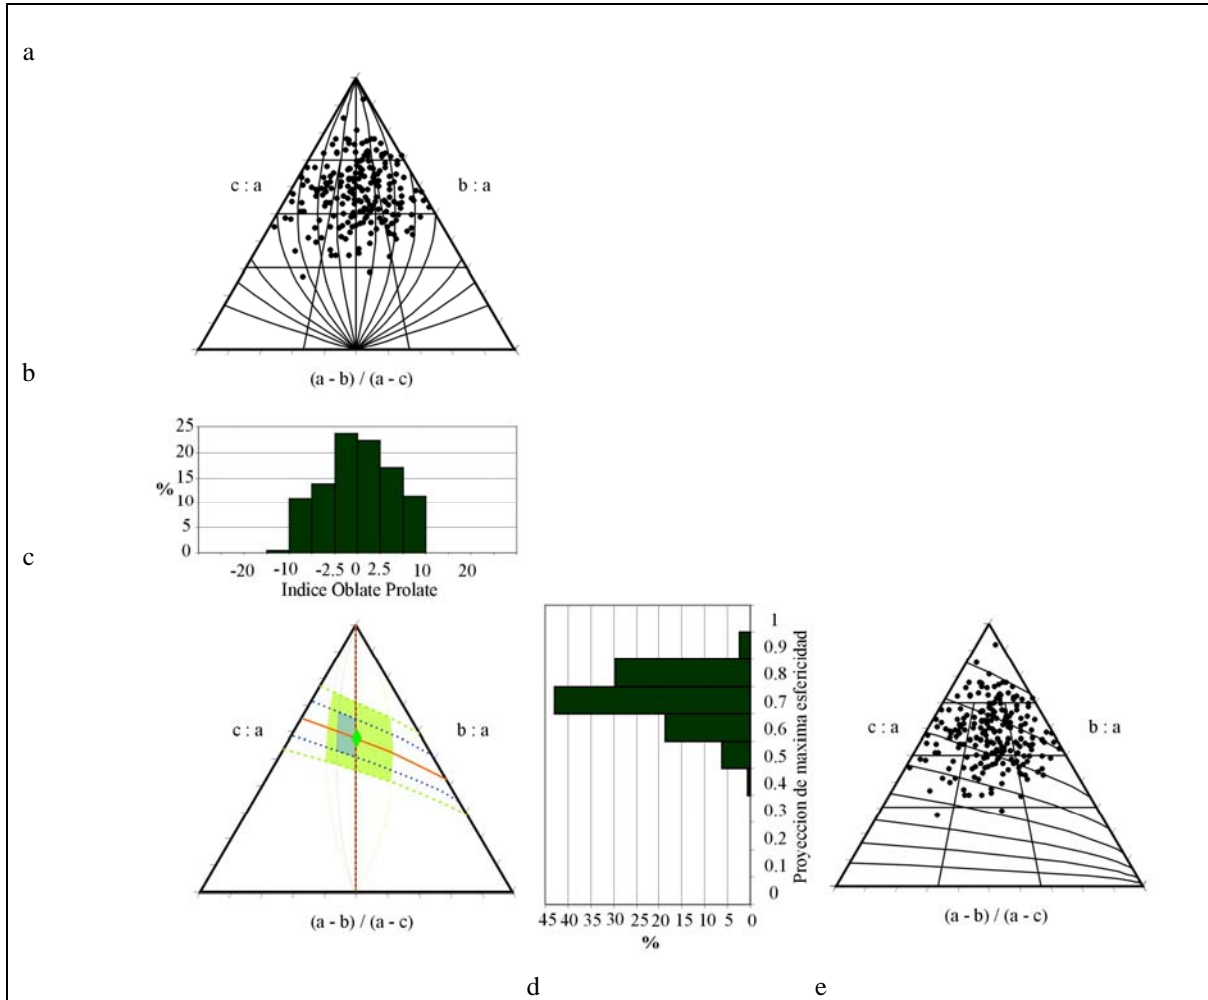 a
c : a
b : a
(a - b) / (a - c)
b
25
20
15
10
5
0
%
-20 -10 -2.5 0 2.5 10 20
Indice Oblate Prolate
c
c : a
b : a
(a - b) / (a - c)
1
0.9
0.8
0.7
0.6
0.5
0.4
0.3
0.2
0.1
0
Proyeccion de maxima esfericidad
45 40 35 30 25 20 15 10 5 0
%
c : a
b : a
(a - b) / (a - c)
d
e